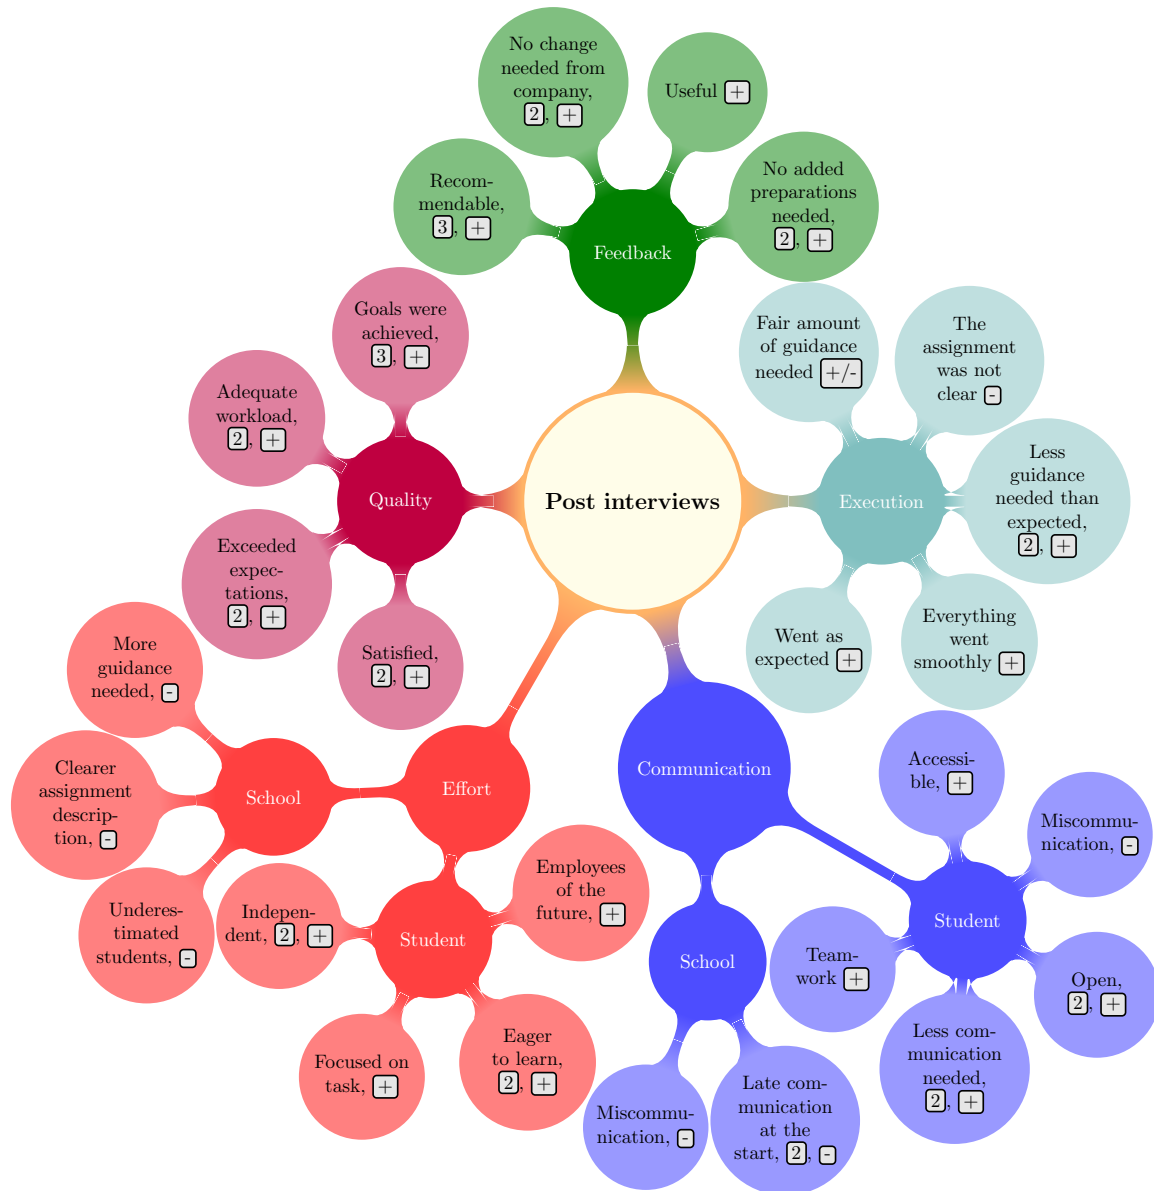 No change
needed from
company,
2, +
Useful +
Recom-
mendable,
3, +
No added
preparations
needed,
2, +
Feedback
Goals were
achieved,
3, +
Adequate
workload,
2, +
Quality
Exceeded
expec-
tations,
2, +
Satisfied,
2, +
Post interviews
Fair amount
of guidance
needed +/-
The
assignment
was not
clear -
Less
guidance
needed than
expected,
2, +
Execution
Everything
went
smoothly +
Went as
expected +
More
guidance
needed, -
Clearer
assignment
descrip-
tion, -
Underes-
timated
students, -
School
Effort
Indepen-
dent, 2, +
Student
Employees
of the
future, +
Focused on
task, +
Eager
to learn,
2, +
Communication
School
Miscommu-
nication, -
Late com-
munication
at the
start, 2, -
Accessi-
ble, +
Miscommu-
nication, -
Student
Team-
work +
Open,
2, +
Less com-
munication
needed,
2, +